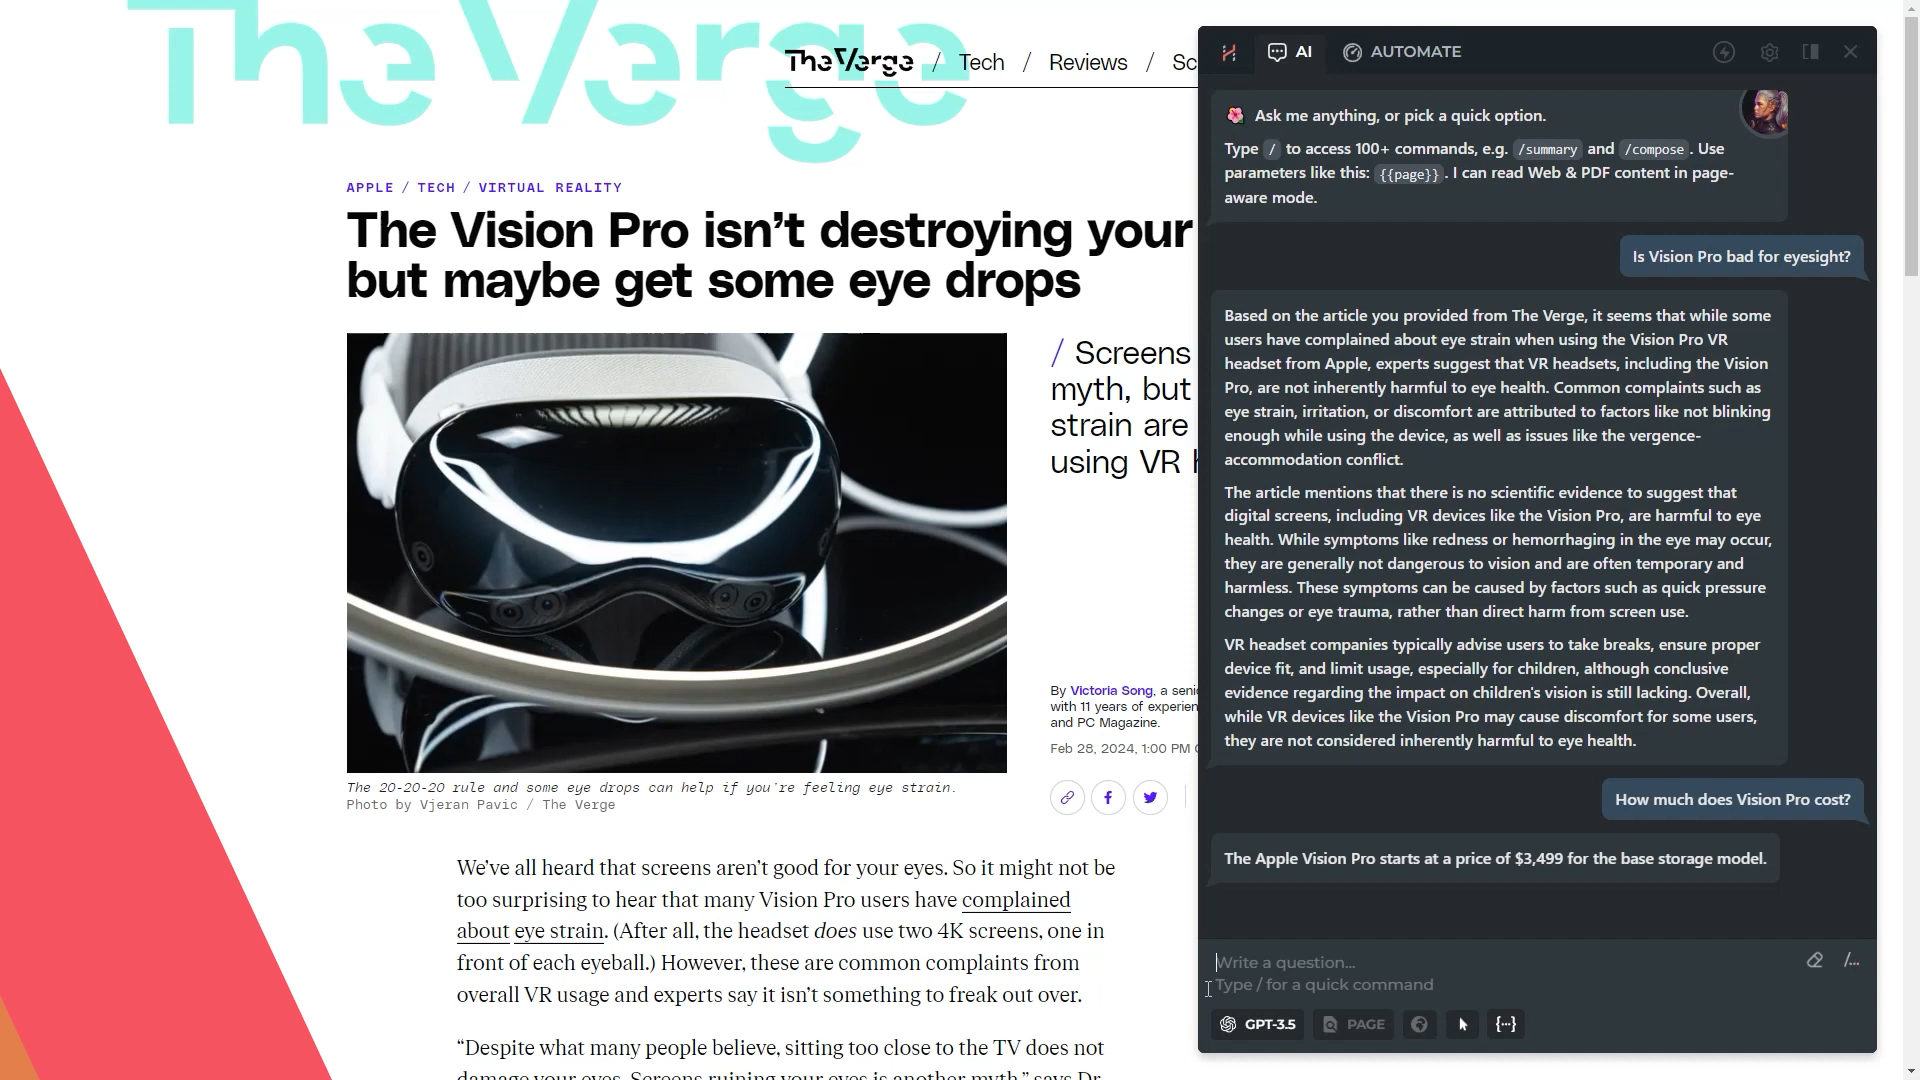 The Verge
The Verge / Tech / Reviews / Sc
APPLE / TECH / VIRTUAL REALITY
The Vision Pro isn’t destroying your
but maybe get some eye drops
/ Screens
myth, but
strain are
using VR
By Victoria Song, a seni
with 11 years of experien
and PC Magazine.
Feb 28, 2024, 1:00 PM
The 20-20-20 rule and some eye drops can help if you’re feeling eye strain.
Photo by Vjeran Pavic / The Verge
We’ve all heard that screens aren’t good for your eyes. So it might not be
too surprising to hear that many Vision Pro users have complained
about eye strain. (After all, the headset does use two 4K screens, one in
front of each eyeball.) However, these are common complaints from
overall VR usage and experts say it isn’t something to freak out over.
“Despite what many people believe, sitting too close to the TV does not
damage your eyes. Screens ruining your eyes is another myth,” says Dr.
AI
AUTOMATE
Ask me anything, or pick a quick option.
Type / to access 100+ commands, e.g. /summary and /compose. Use
parameters like this: {{page}}. I can read Web & PDF content in page-
aware mode.
Is Vision Pro bad for eyesight?
Based on the article you provided from The Verge, it seems that while some
users have complained about eye strain when using the Vision Pro VR
headset from Apple, experts suggest that VR headsets, including the Vision
Pro, are not inherently harmful to eye health. Common complaints such as
eye strain, irritation, or discomfort are attributed to factors like not blinking
enough while using the device, as well as issues like the vergence-
accommodation conflict.
The article mentions that there is no scientific evidence to suggest that
digital screens, including VR devices like the Vision Pro, are harmful to eye
health. While symptoms like redness or hemorrhaging in the eye may occur,
they are generally not dangerous to vision and are often temporary and
harmless. These symptoms can be caused by factors such as quick pressure
changes or eye trauma, rather than direct harm from screen use.
VR headset companies typically advise users to take breaks, ensure proper
device fit, and limit usage, especially for children, although conclusive
evidence regarding the impact on children's vision is still lacking. Overall,
while VR devices like the Vision Pro may cause discomfort for some users,
they are not considered inherently harmful to eye health.
How much does Vision Pro cost?
The Apple Vision Pro starts at a price of $3,499 for the base storage model.
Write a question...
Type / for a quick command
/...
GPT-3.5
PAGE
{···}